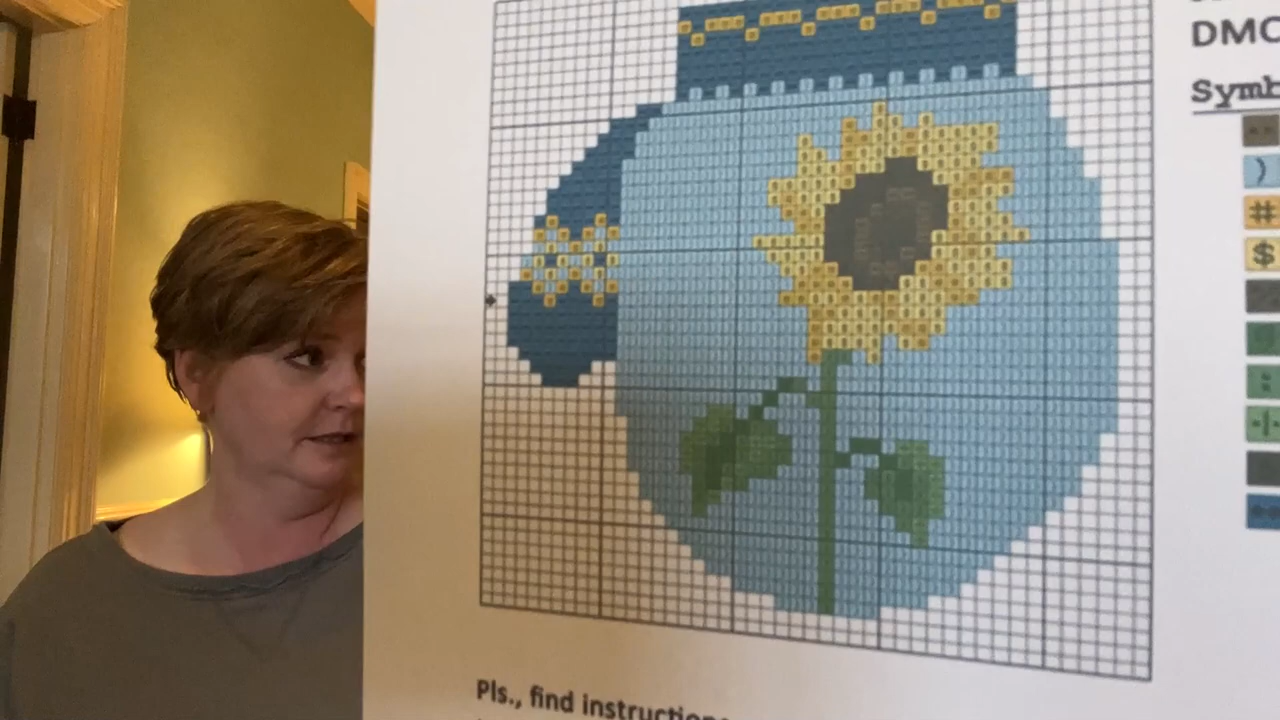 DMC
Symb
#
$
Pls., find instructions